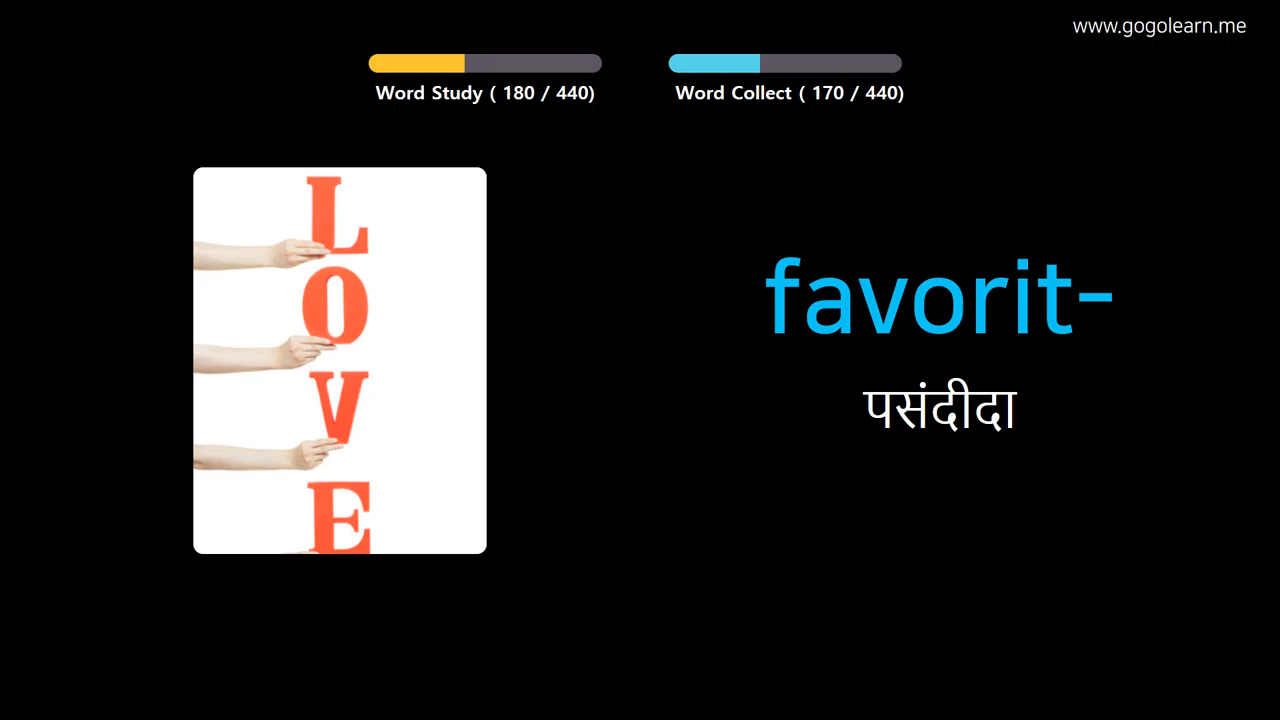 www.gogolearn.me
Word Study ( 180 / 440)
Word Collect ( 170 / 440)
L
O
V
E
favorit-
पसंदीदा